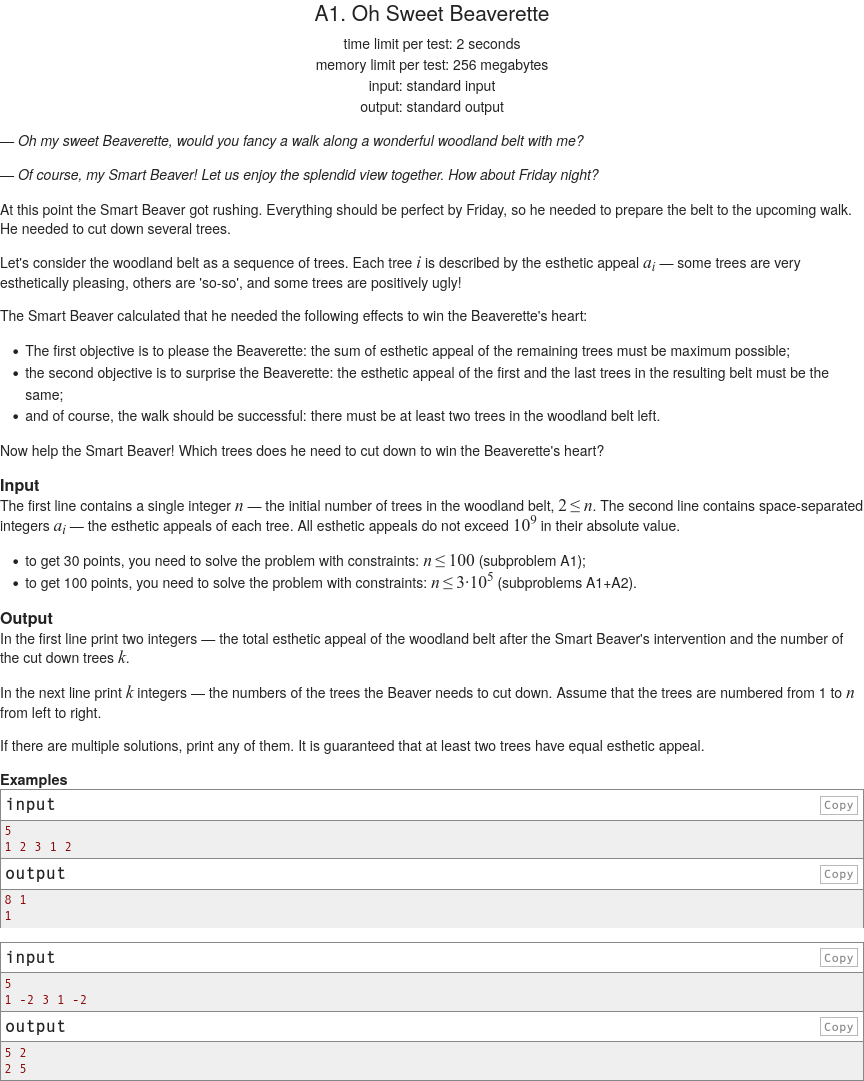 A1. Oh Sweet Beaverette
time limit per test: 2 seconds
memory limit per test: 256 megabytes
input: standard input
output: standard output
— Oh my sweet Beaverette, would you fancy a walk along a wonderful woodland belt with me?
— Of course, my Smart Beaver! Let us enjoy the splendid view together. How about Friday night?
At this point the Smart Beaver got rushing. Everything should be perfect by Friday, so he needed to prepare the belt to the upcoming walk.
He needed to cut down several trees.
Let's consider the woodland belt as a sequence of trees. Each tree i is described by the esthetic appeal a_i — some trees are very
esthetically pleasing, others are 'so-so', and some trees are positively ugly!
The Smart Beaver calculated that he needed the following effects to win the Beaverette's heart:
• The first objective is to please the Beaverette: the sum of esthetic appeal of the remaining trees must be maximum possible;
• the second objective is to surprise the Beaverette: the esthetic appeal of the first and the last trees in the resulting belt must be the
same;
• and of course, the walk should be successful: there must be at least two trees in the woodland belt left.
Now help the Smart Beaver! Which trees does he need to cut down to win the Beaverette's heart?
Input
The first line contains a single integer n — the initial number of trees in the woodland belt, 2 ≤ n. The second line contains space-separated
integers a_i — the esthetic appeals of each tree. All esthetic appeals do not exceed 10^9 in their absolute value.
• to get 30 points, you need to solve the problem with constraints: n ≤ 100 (subproblem A1);
• to get 100 points, you need to solve the problem with constraints: n ≤ 3·10^5 (subproblems A1+A2).
Output
In the first line print two integers — the total esthetic appeal of the woodland belt after the Smart Beaver's intervention and the number of
the cut down trees k.
In the next line print k integers — the numbers of the trees the Beaver needs to cut down. Assume that the trees are numbered from 1 to n
from left to right.
If there are multiple solutions, print any of them. It is guaranteed that at least two trees have equal esthetic appeal.
Examples
input Copy
5
1 2 3 1 2
output Copy
8 1
1
input Copy
5
1 -2 3 1 -2
output Copy
5 2
2 5